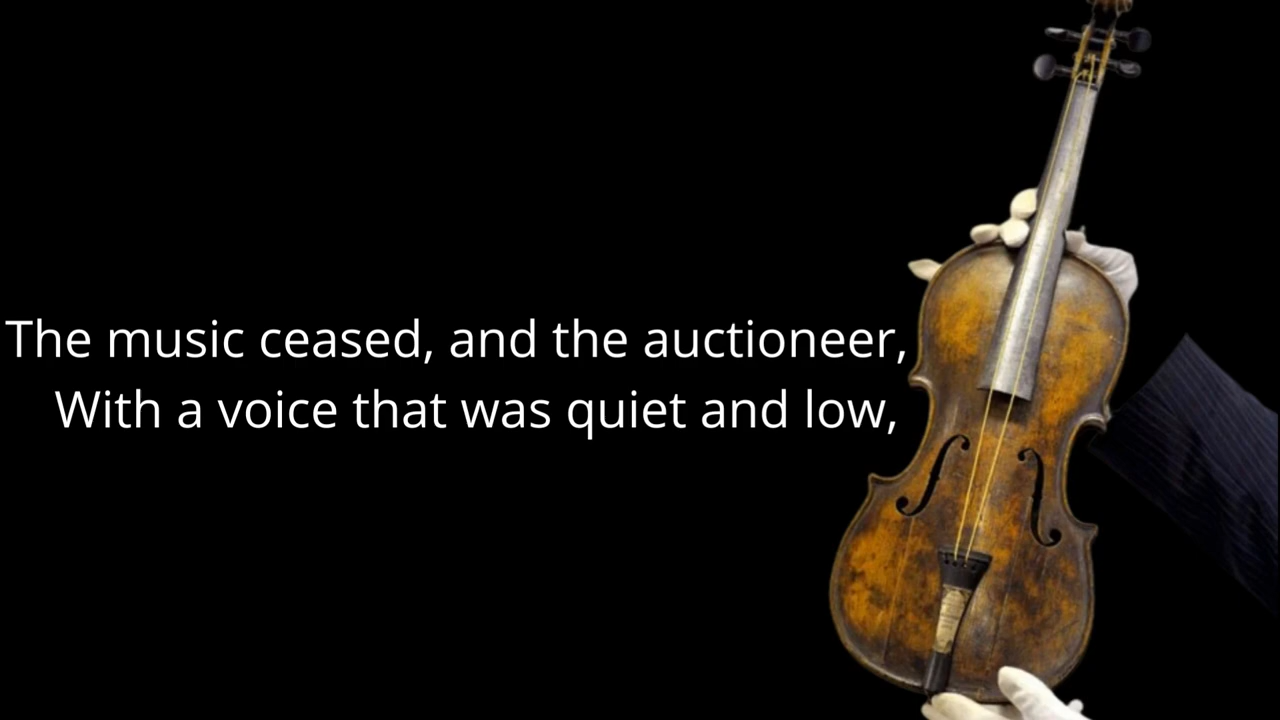 The music ceased, and the auctioneer,
With a voice that was quiet and low,